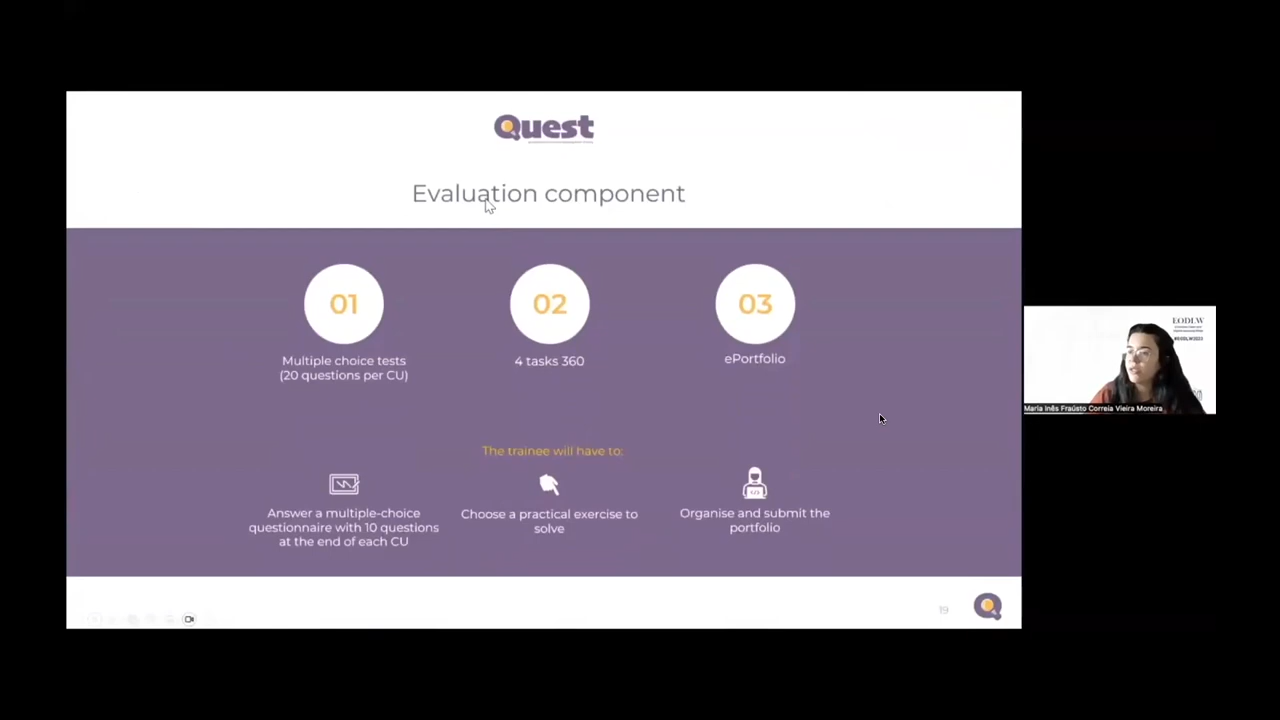 Quest
Evaluation component
01
02
03
Multiple choice tests
(20 questions per CU)
4 tasks 360
ePortfolio
The trainee will have to:
Answer a multiple-choice
questionnaire with 10 questions
at the end of each CU
Choose a practical exercise to
solve
Organise and submit the
portfolio
19
EODLW
#EODLW2023
Maria Inês Fraústo Correia Vieira Moreira